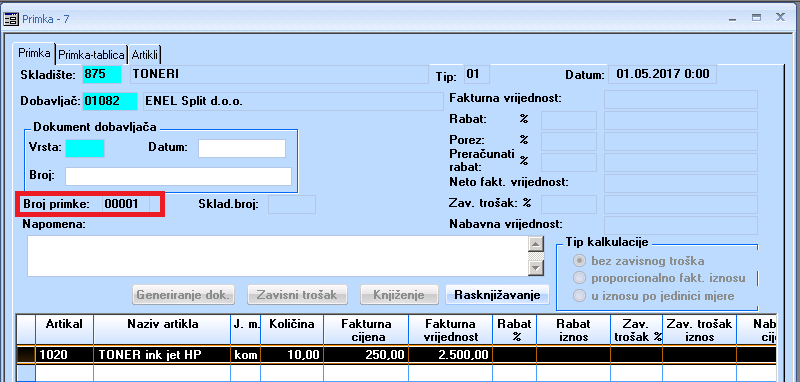 Primka - 7
Primka Primka-tablica Artikli
Skladište: 875 TONERI Tip: 01 Datum: 01.05.2017 0:00
Dobavljač: 01082 ENEL Split d.o.o. Fakturna vrijednost:
Dokument dobavljača Rabat: %
Vrsta: Datum: Porez: %
Preračunati rabat: %
Broj: Neto fakt. vrijednost:
Broj primke: 00001 Sklad.broj: Zav. trošak: %
Napomena: Nabavna vrijednost:
Tip kalkulacije
bez zavisnog troška
proporcionalno fakt. iznosu
u iznosu po jedinici mjere
Generiranje dok. Zavisni trošak Knjiženje Rasknjižavanje
Artikal Naziv artikla J. m. Količina Fakturna cijena Fakturna vrijednost Rabat % Rabat iznos Zav. trošak % Zav. trošak iznos Nab cij
1020 TONER ink jet HP kom 10,00 250,00 2.500,00